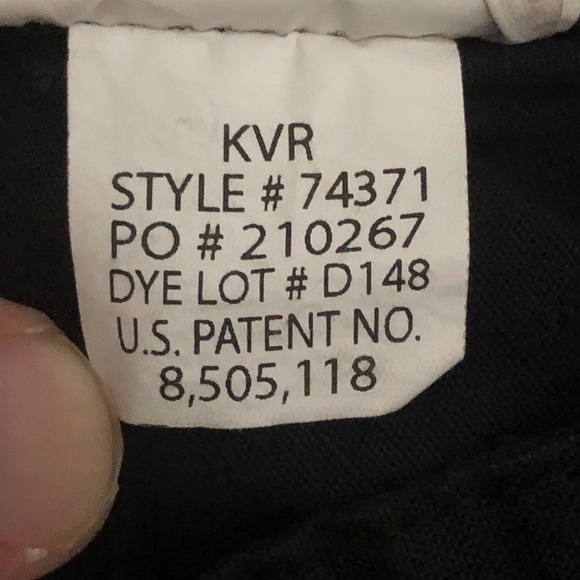 KVR
STYLE # 74371
PO # 210267
DYE LOT # D148
U.S. PATENT NO.
8,505,118